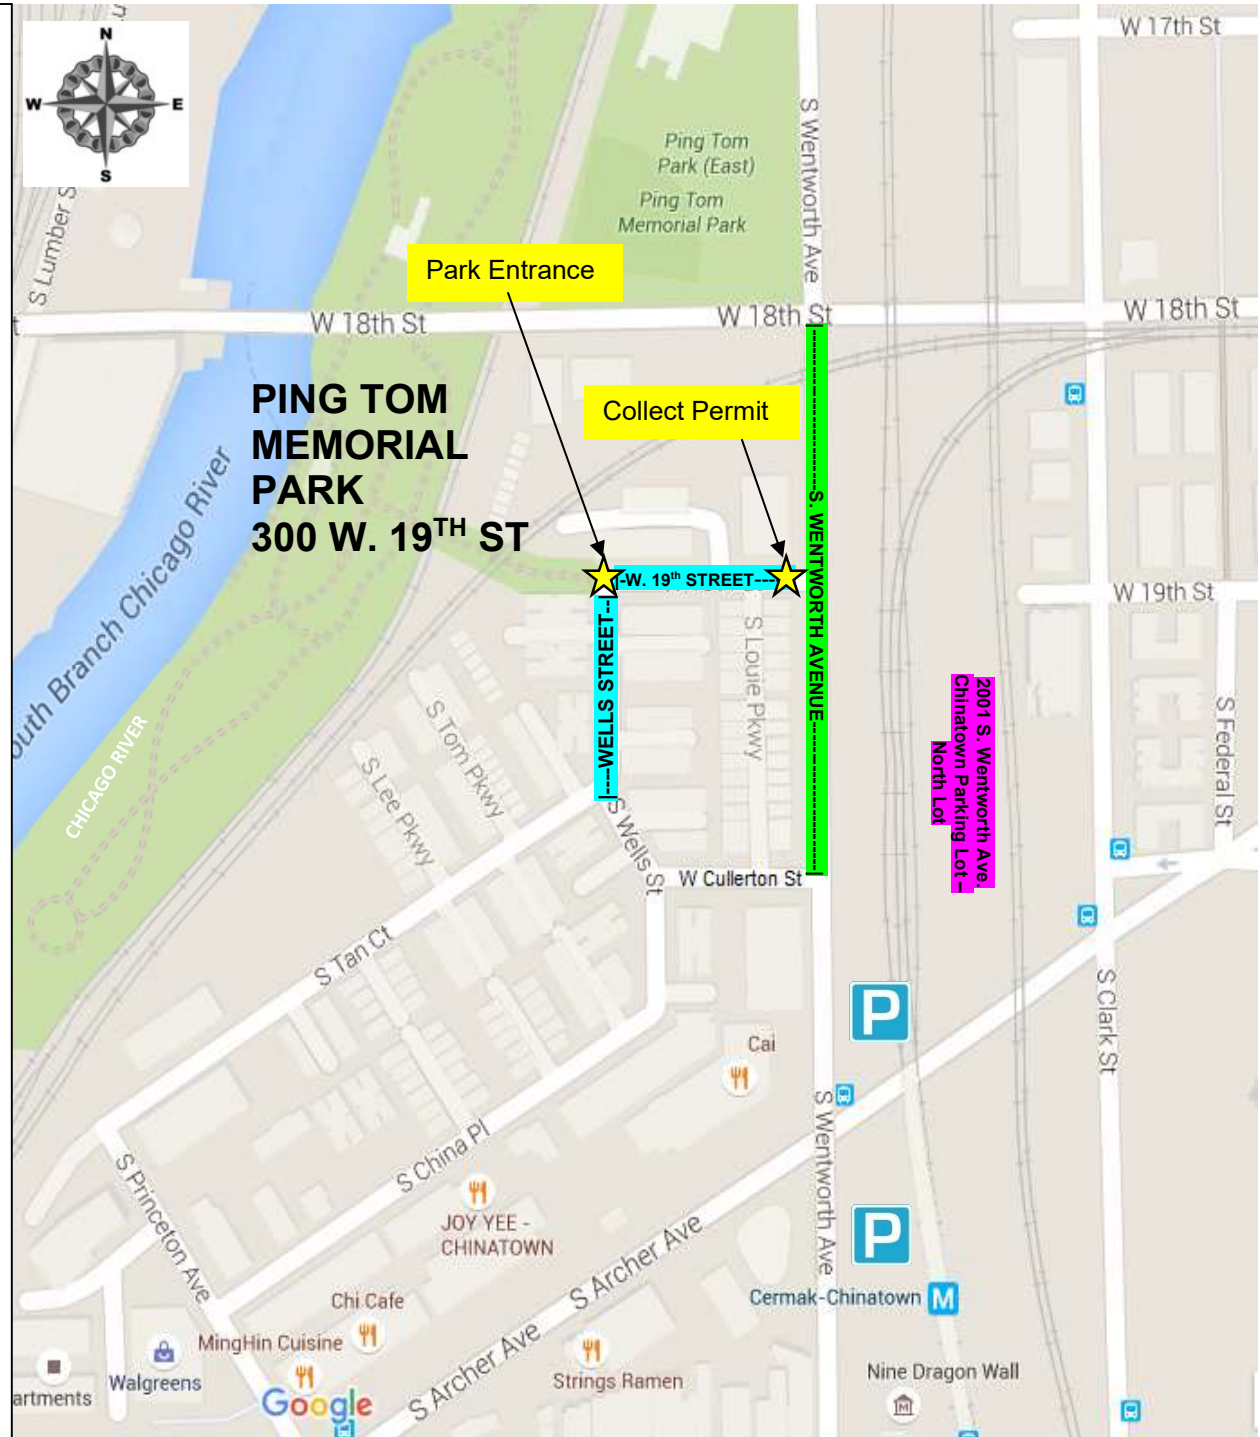 N
W
E
S
W 17th St
S Lumber S
S Wentworth Ave
Ping Tom
Park (East)
Ping Tom
Memorial Park
Park Entrance
W 18th St
W 18th St
W 18th St
t
PING TOM
MEMORIAL
PARK
300 W. 19TH ST
Collect Permit
|-W. 19th STREET---
|----WELLS STREET--|
|------------------S. WENTWORTH AVENUE------------------|
W 19th St
S Louie Pkwy
outh Branch Chicago River
CHICAGO RIVER
S Tom Pkwy
S Lee Pkwy
2001 S. Wentworth Ave.
Chinatown Parking Lot –
North Lot
S Federal St
S Wells St
W Cullerton St
S Tan Ct
S Clark St
P
Cai
S Wentworth Ave
S China Pl
S Princeton Ave
JOY YEE -
CHINATOWN
S Archer Ave
P
Cermak-Chinatown M
Chi Cafe
MingHin Cuisine
Walgreens
artments
Google
S Archer Ave
Strings Ramen
Nine Dragon Wall
M